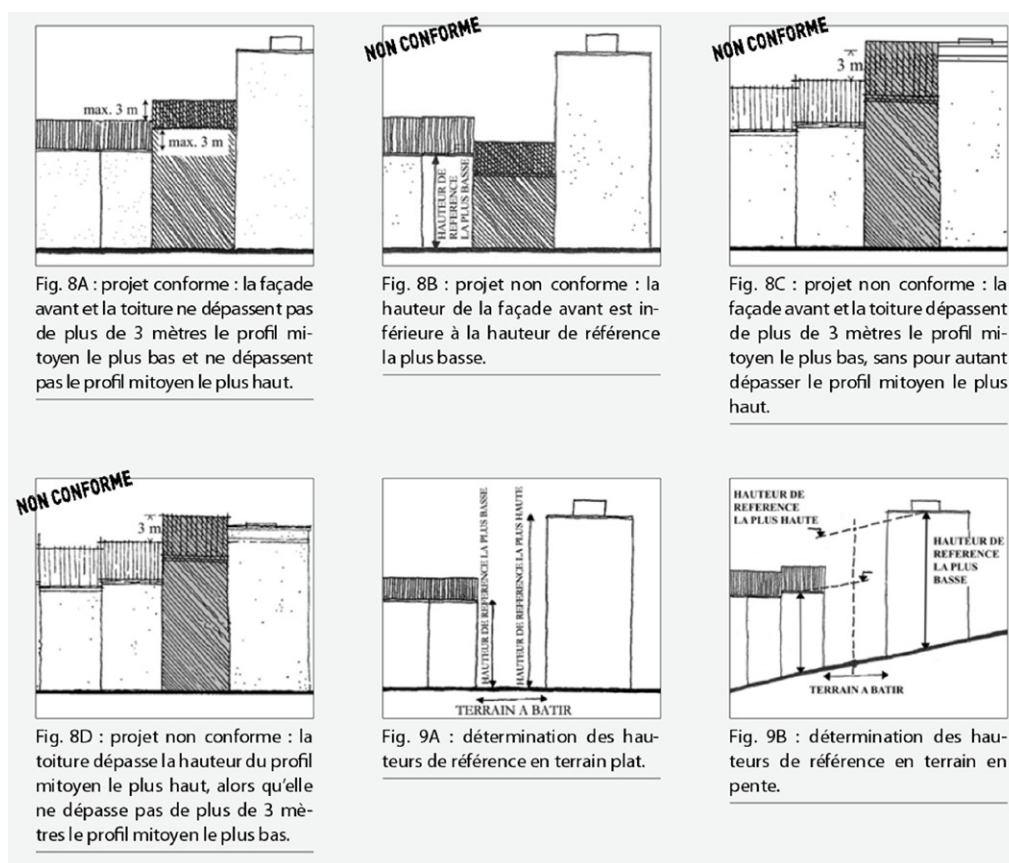 max. 3 m
max. 3 m
Fig. 8A : projet conforme : la façade
avant et la toiture ne dépassent pas
de plus de 3 mètres le profil mi-
toyen le plus bas et ne dépassent
pas le profil mitoyen le plus haut.
NON CONFORME
HAUTEUR DE
REFERENCE
LA PLUS BASSE
Fig. 8B : projet non conforme : la
hauteur de la façade avant est in-
férieure à la hauteur de référence
la plus basse.
NON CONFORME
3 m
Fig. 8C : projet non conforme : la
façade avant et la toiture dépassent
de plus de 3 mètres le profil mi-
toyen le plus bas, sans pour autant
dépasser le profil mitoyen le plus
haut.
NON CONFORME
3 m
Fig. 8D : projet non conforme : la
toiture dépasse la hauteur du profil
mitoyen le plus haut, alors qu'elle
ne dépasse pas de plus de 3 mè-
tres le profil mitoyen le plus bas.
HAUTEUR DE REFERENCE LA PLUS BASSE
HAUTEUR DE REFERENCE LA PLUS HAUTE
TERRAIN A BATIR
Fig. 9A : détermination des hau-
teurs de référence en terrain plat.
HAUTEUR DE
REFERENCE
LA PLUS HAUTE
HAUTEUR DE
REFERENCE
LA PLUS
BASSE
TERRAIN A BATIR
Fig. 9B : détermination des hau-
teurs de référence en terrain en
pente.